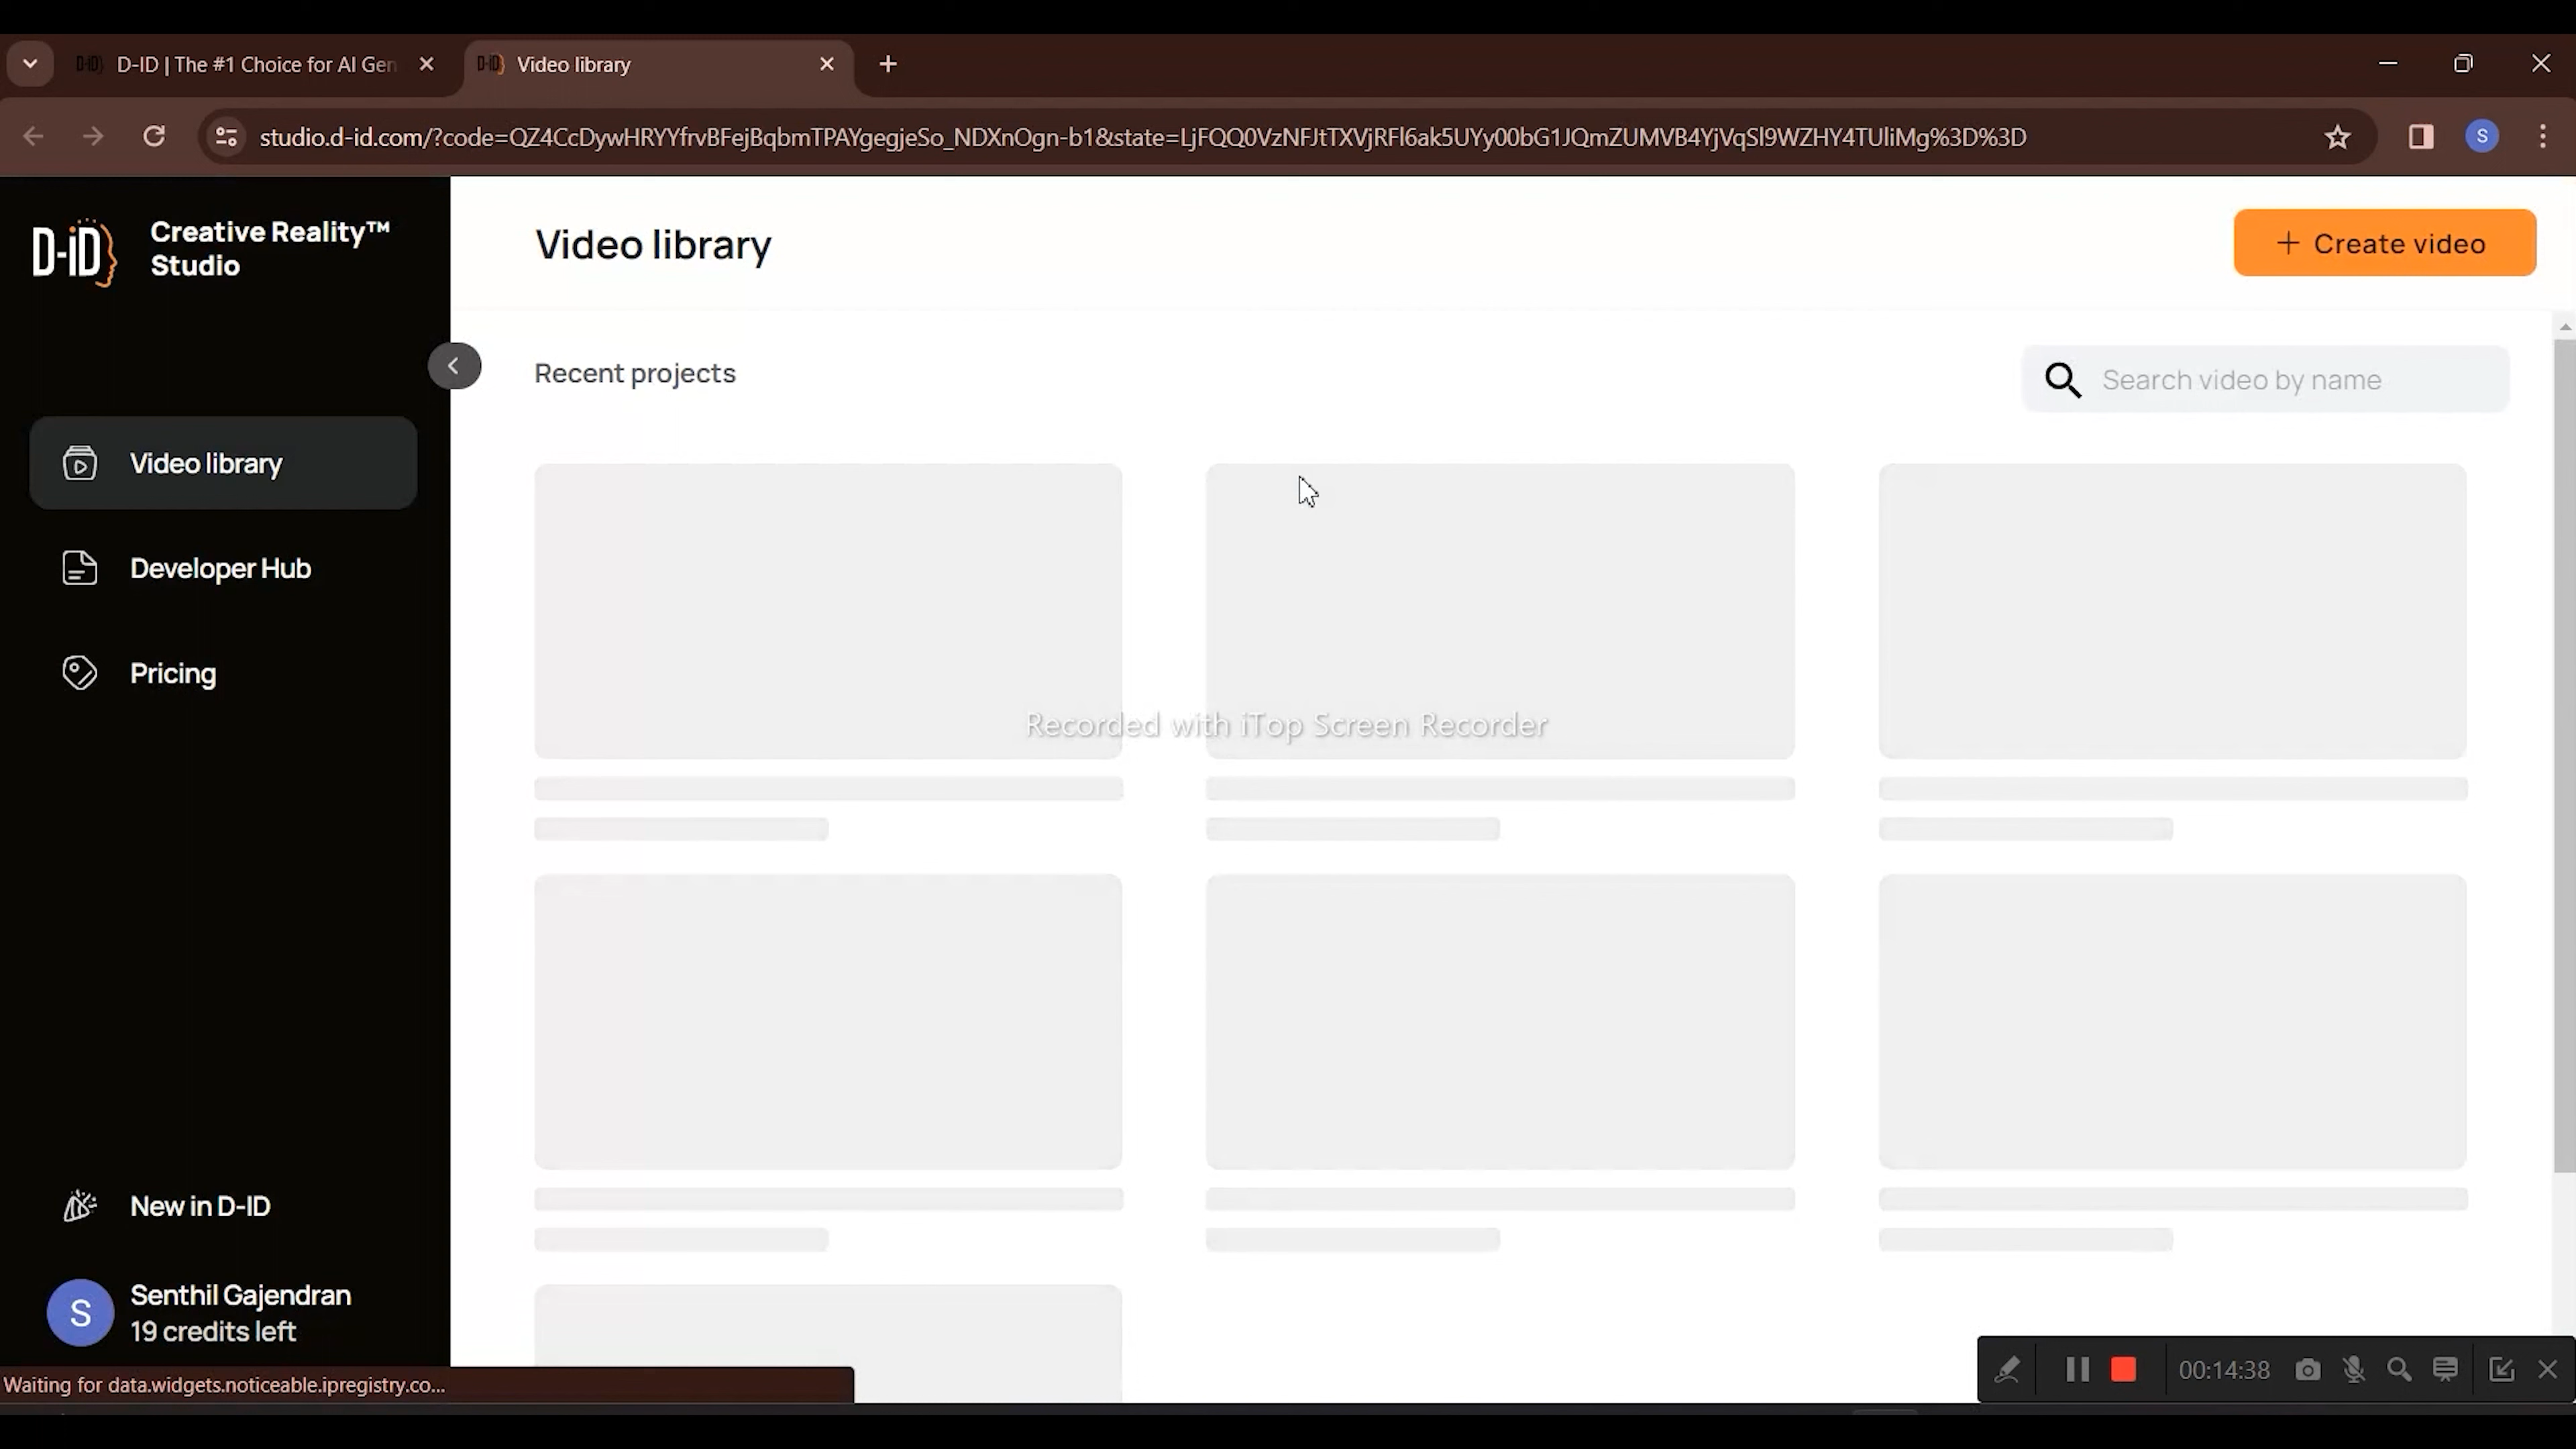 D-ID | The #1 Choice for AI Gen
Video library
studio.d-id.com/?code=QZ4CcDywHRYYfrvBFejBqbmTPAYgegjeSo_NDXnOgn-b1&state=LjFQQ0VzNFJtTXVjRFl6ak5UYy00bG1JQmZUMVB4YjVqSl9WZHY4TUliMg%3D%3D
S
D-iD
Creative Reality™
Studio
Video library
+ Create video
Recent projects
Search video by name
Video library
Developer Hub
Pricing
Recorded with iTop Screen Recorder
New in D-ID
S
Senthil Gajendran
19 credits left
Waiting for data.widgets.noticeable.ipregistry.co...
00:14:38